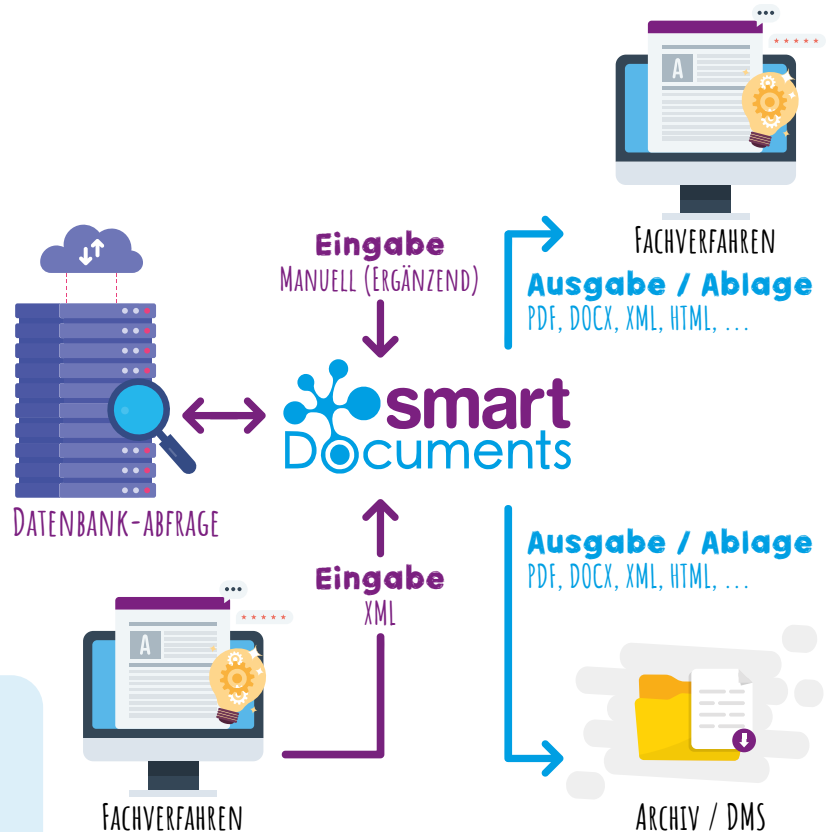 A
FACHVERFAHREN
Eingabe
MANUELL (ERGÄNZEND)
Ausgabe / Ablage
PDF, DOCX, XML, HTML, ...
smart
Documents
DATENBANK-ABFRAGE
Ausgabe / Ablage
PDF, DOCX, XML, HTML, ...
Eingabe
XML
A
FACHVERFAHREN
ARCHIV / DMS